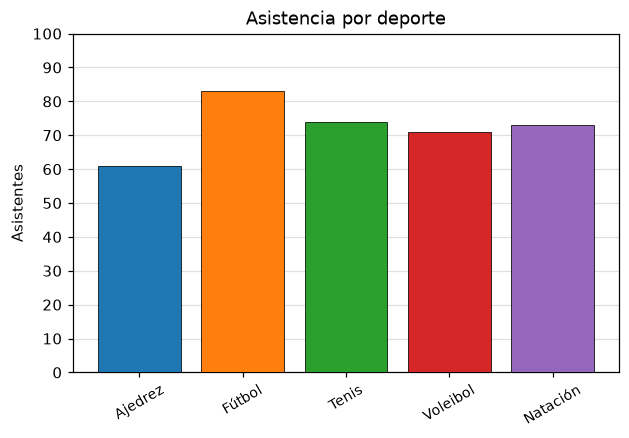 Asistencia por deporte
Asistentes
100
90
80
70
60
50
40
30
20
10
0
Ajedrez
Fútbol
Tenis
Voleibol
Natación